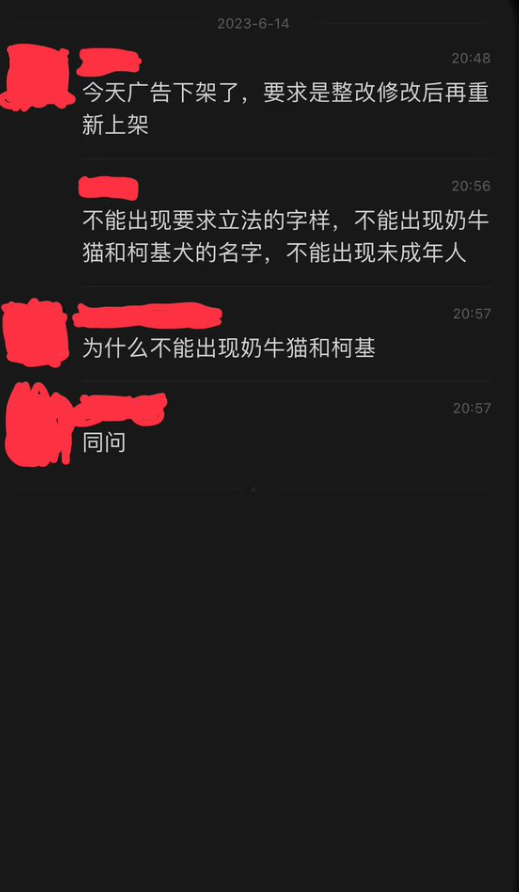 2023-6-14
20:48
今天广告下架了，要求是整改修改后再重
新上架
20:56
不能出现要求立法的字样，不能出现奶牛
猫和柯基犬的名字，不能出现未成年人
20:57
为什么不能出现奶牛猫和柯基
20:57
同问